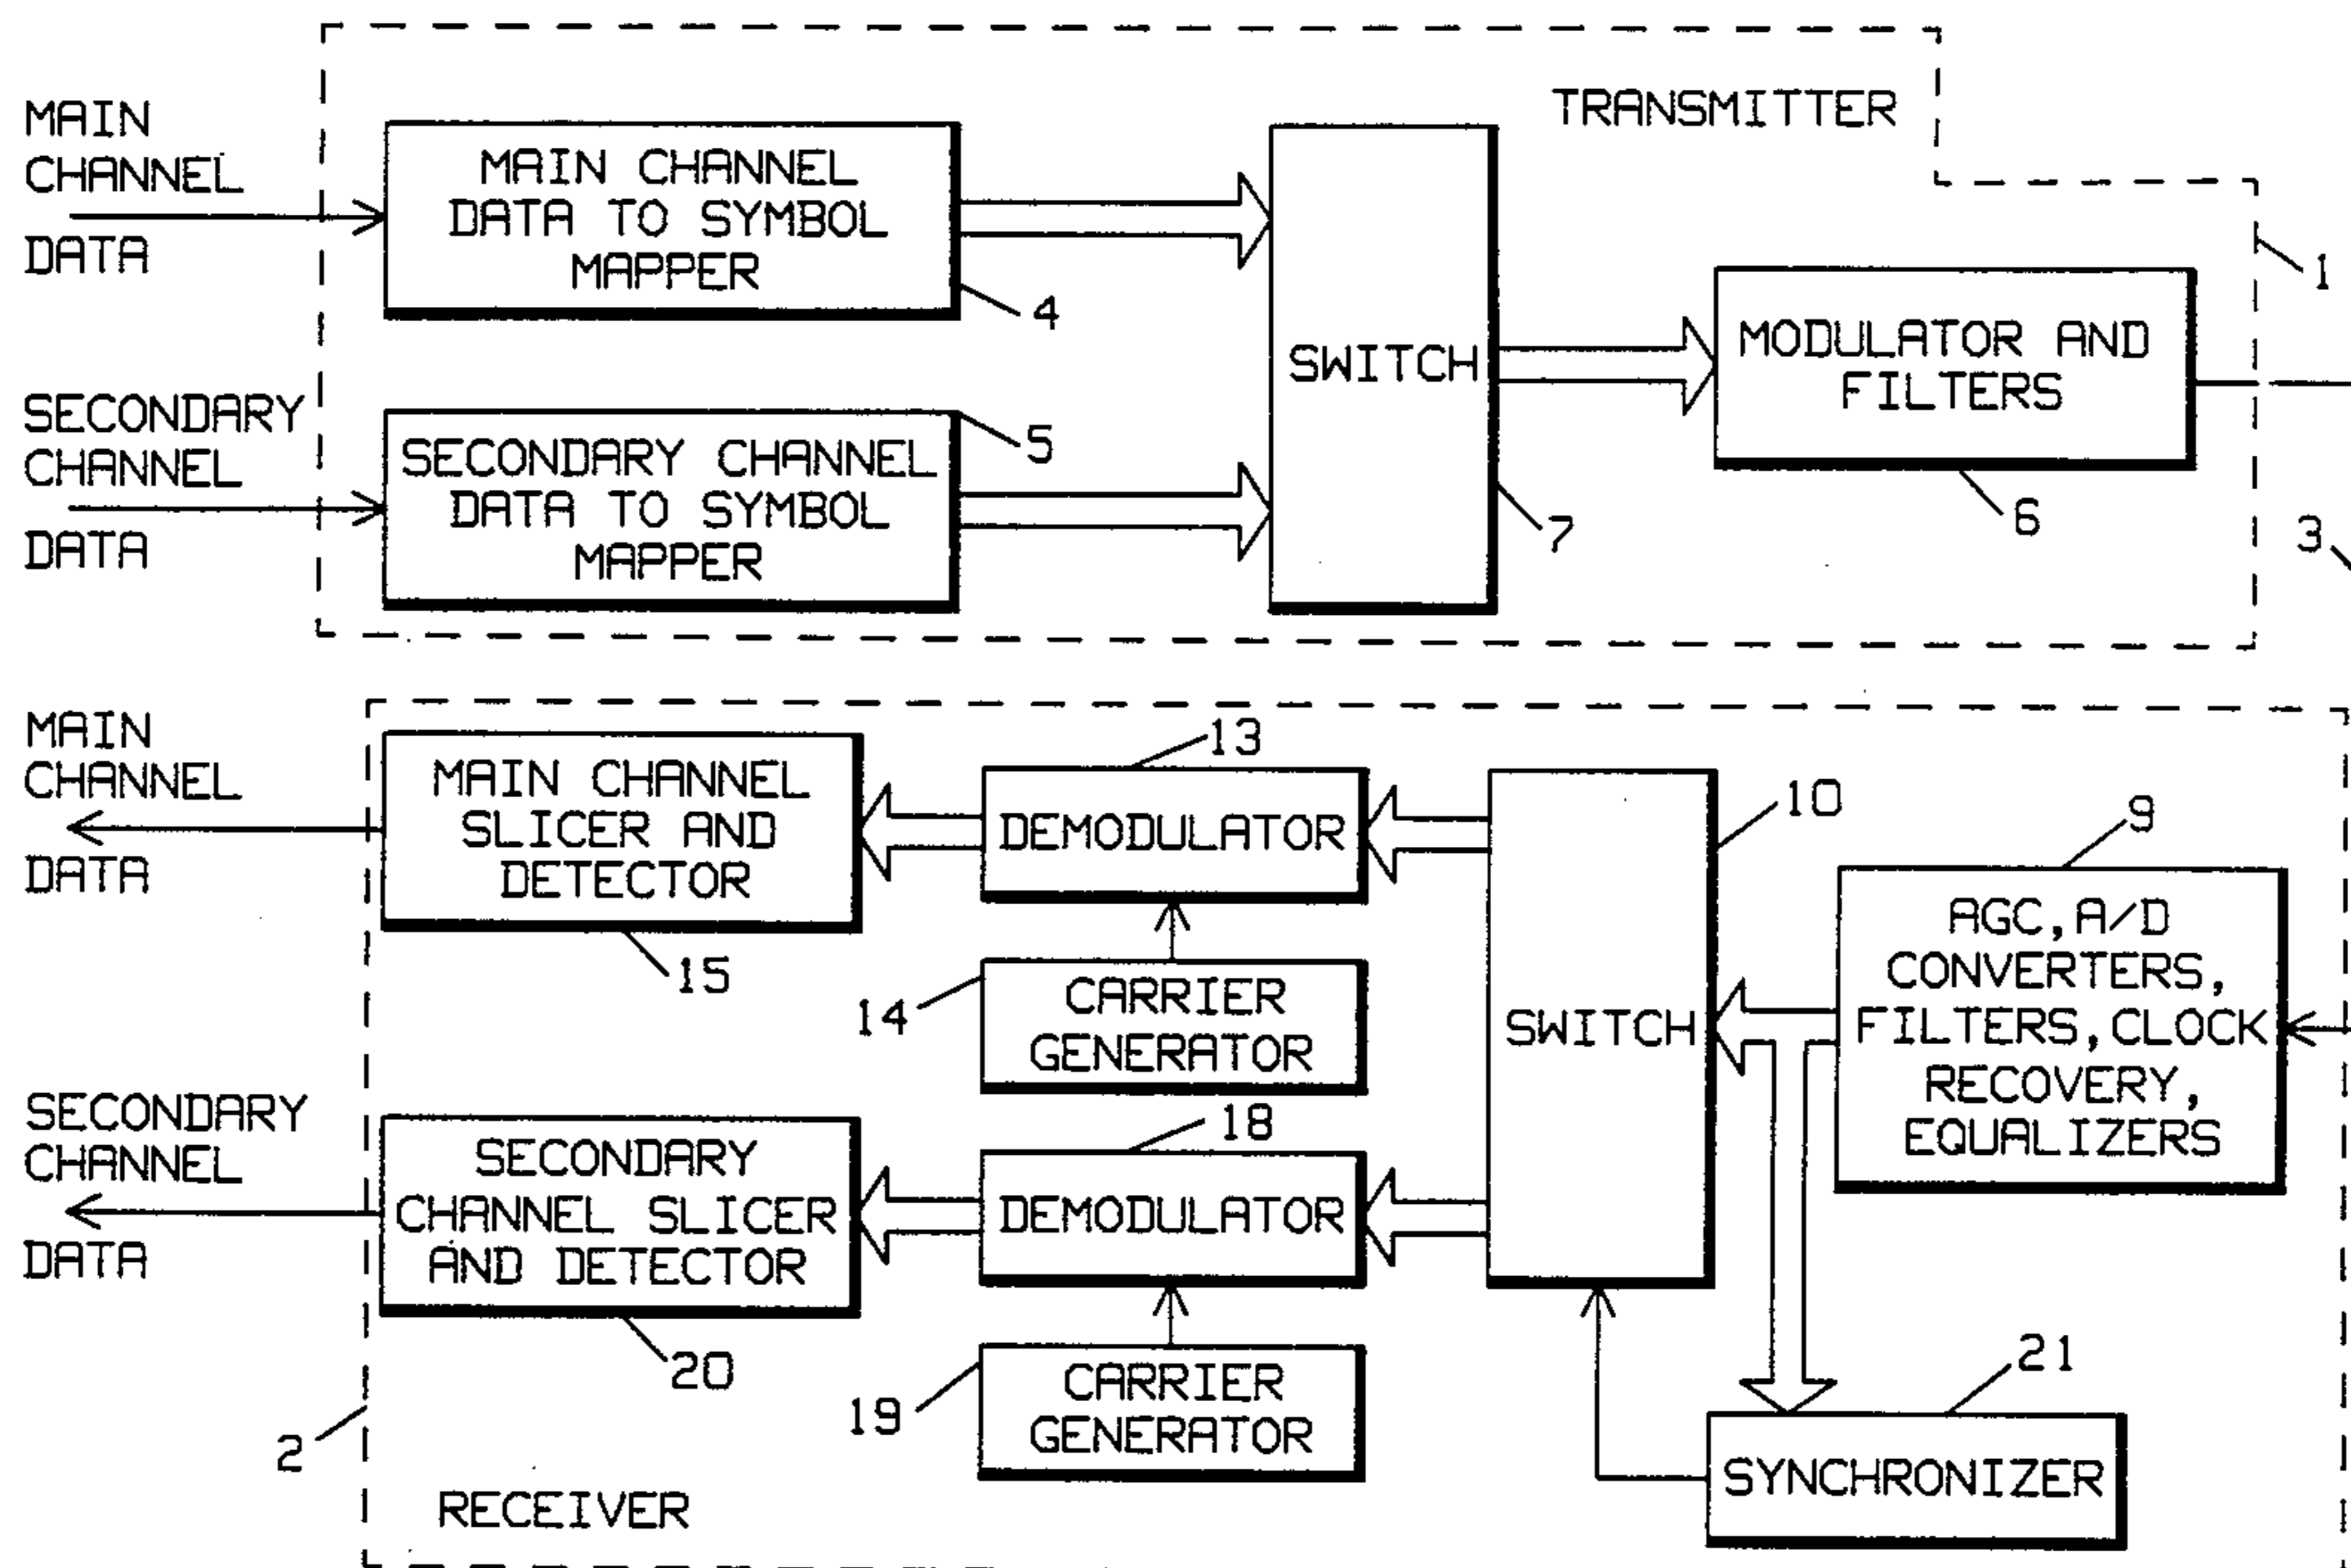 TRANSMITTER
MAIN
CHANNEL
DATA
MAIN CHANNEL
DATA TO SYMBOL
MAPPER
4
SECONDARY
CHANNEL
DATA
SECONDARY CHANNEL
DATA TO SYMBOL
MAPPER
5
SWITCH
7
MODULATOR AND
FILTERS
6
1
3
MAIN
CHANNEL
DATA
MAIN CHANNEL
SLICER AND
DETECTOR
15
DEMODULATOR
13
CARRIER
GENERATOR
14
SWITCH
10
AGC, A/D
CONVERTERS,
FILTERS, CLOCK
RECOVERY,
EQUALIZERS
9
SECONDARY
CHANNEL
DATA
SECONDARY
CHANNEL SLICER
AND DETECTOR
20
DEMODULATOR
18
CARRIER
GENERATOR
19
SYNCHRONIZER
21
2
RECEIVER